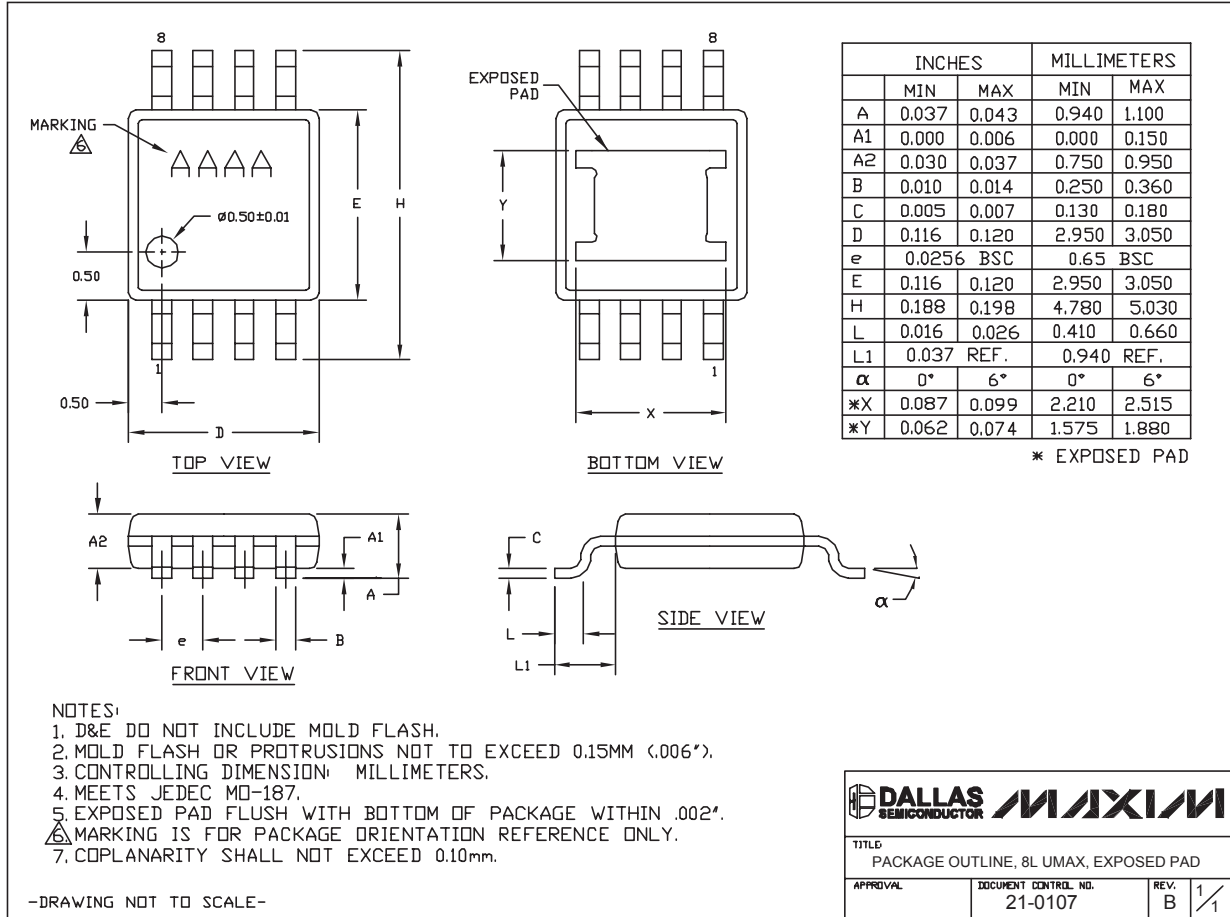 8
MARKING
6
AAAA
Ø0.50±0.01
0.50
E
H
1
0.50
D
TOP VIEW
8
EXPOSED
PAD
Y
1
X
BOTTOM VIEW
INCHES MILLIMETERS
MIN MAX MIN MAX
A 0.037 0.043 0.940 1.100
A1 0.000 0.006 0.000 0.150
A2 0.030 0.037 0.750 0.950
B 0.010 0.014 0.250 0.360
C 0.005 0.007 0.130 0.180
D 0.116 0.120 2.950 3.050
e 0.0256 BSC 0.65 BSC
E 0.116 0.120 2.950 3.050
H 0.188 0.198 4.780 5.030
L 0.016 0.026 0.410 0.660
L1 0.037 REF. 0.940 REF.
α 0° 6° 0° 6°
*X 0.087 0.099 2.210 2.515
*Y 0.062 0.074 1.575 1.880
* EXPOSED PAD
A2
A1
A
e
B
FRONT VIEW
C
L
L1
SIDE VIEW
α
NOTES:
1. D&E DO NOT INCLUDE MOLD FLASH.
2. MOLD FLASH OR PROTRUSIONS NOT TO EXCEED 0.15MM (.006").
3. CONTROLLING DIMENSION: MILLIMETERS.
4. MEETS JEDEC MO-187.
5. EXPOSED PAD FLUSH WITH BOTTOM OF PACKAGE WITHIN .002".
6 MARKING IS FOR PACKAGE ORIENTATION REFERENCE ONLY.
7. COPLANARITY SHALL NOT EXCEED 0.10mm.
-DRAWING NOT TO SCALE-
DALLAS SEMICONDUCTOR MAXIM
TITLE:
PACKAGE OUTLINE, 8L UMAX, EXPOSED PAD
APPROVAL
DOCUMENT CONTROL NO.
21-0107
REV.
B
1/1